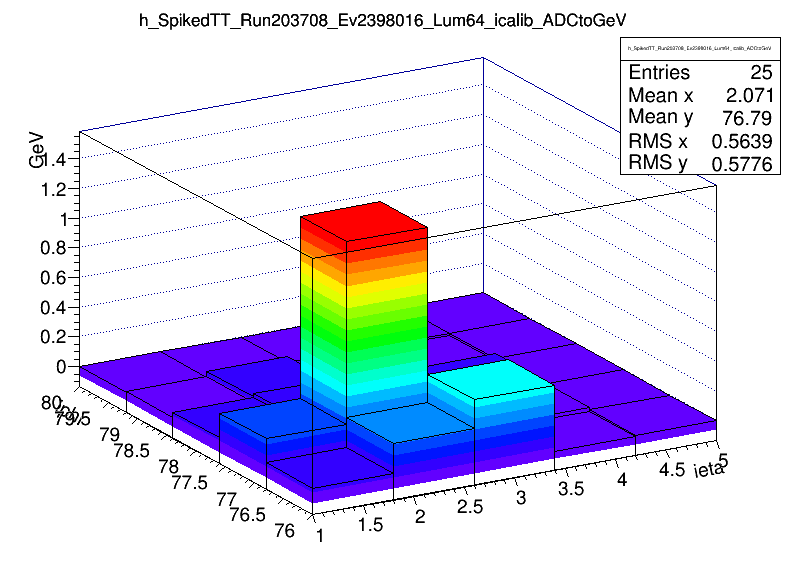 h_SpikedTT_Run203708_Ev2398016_Lum64_icalib_ADCtoGeV
h_SpikedTT_Run203708_Ev2398016_Lum64_icalib_ADCtoGeV
Entries 25
Mean x 2.071
Mean y 76.79
RMS x 0.5639
RMS y 0.5776
GeV
1.4
1.2
1
0.8
0.6
0.4
0.2
0
80
79.5
79
78.5
78
77.5
77
76.5
76
1
1.5
2
2.5
3
3.5
4
4.5
5
ieta